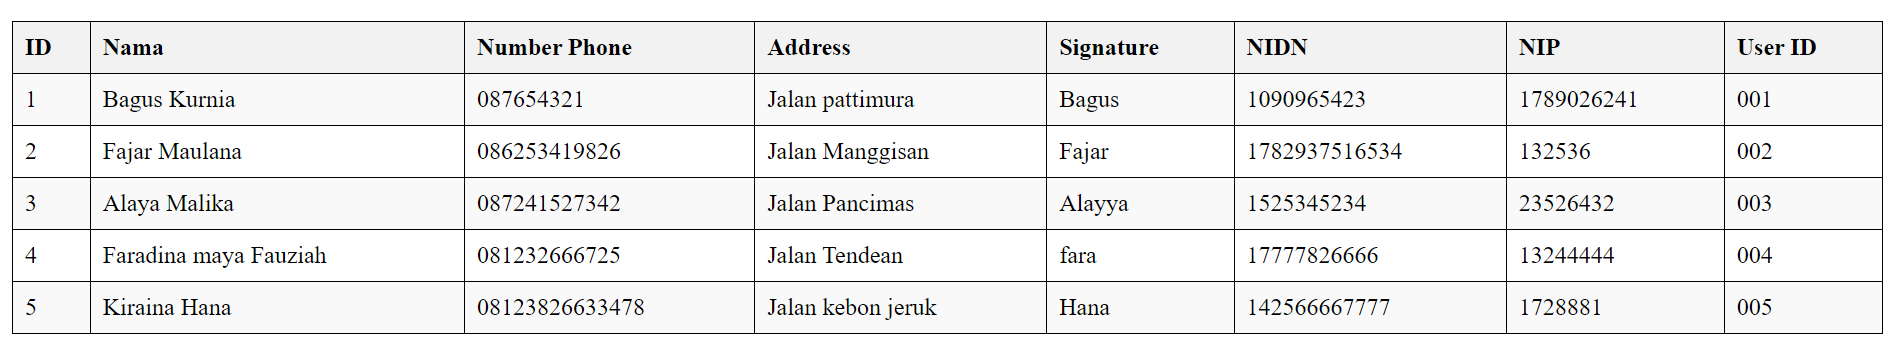 ID Nama Number Phone Address Signature NIDN NIP User ID
1 Bagus Kurnia 087654321 Jalan pattimura Bagus 1090965423 1789026241 001
2 Fajar Maulana 086253419826 Jalan Manggisan Fajar 1782937516534 132536 002
3 Alaya Malika 087241527342 Jalan Pancimas Alayya 1525345234 23526432 003
4 Faradina maya Fauziah 081232666725 Jalan Tendean fara 17777826666 13244444 004
5 Kiraina Hana 08123826633478 Jalan kebon jeruk Hana 142566667777 1728881 005